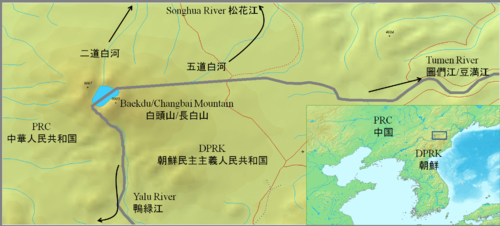 Songhua River 松花江
二道白河
五道白河
Tumen River
圖們江/豆滿江
Baekdu/Changbai Mountain
白頭山/長白山
PRC
中華人民共和国
DPRK
朝鮮民主主義人民共和国
Yalu River
鴨緑江
PRC
中国
DPRK
朝鮮